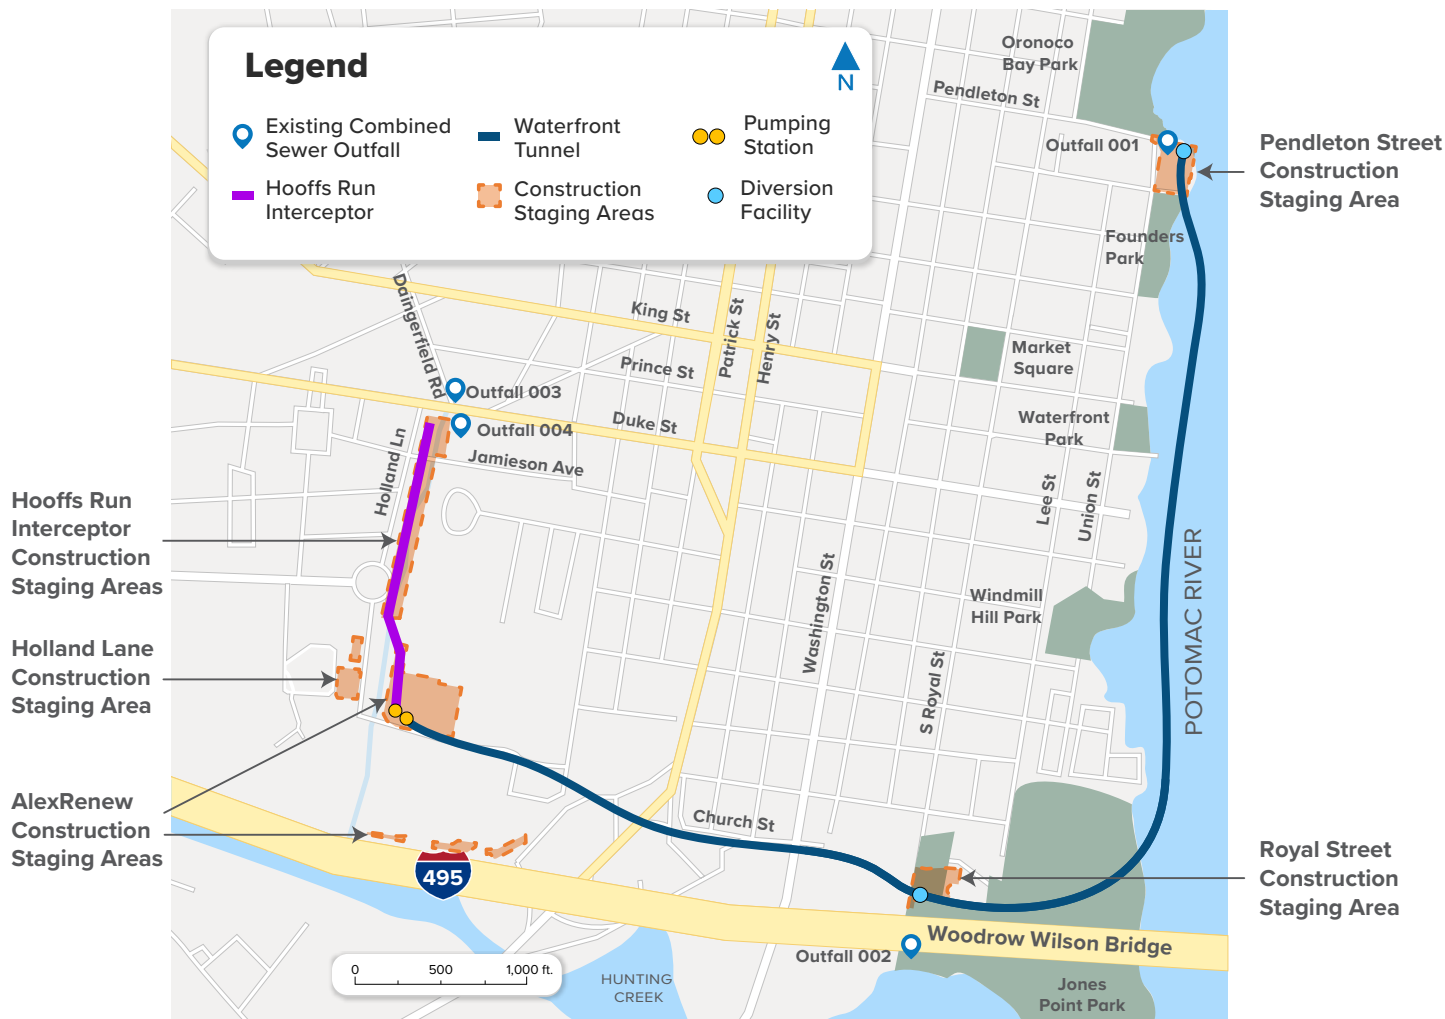 Legend
N
Existing Combined
Sewer Outfall
Waterfront
Tunnel
Pumping
Station
Hooffs Run
Interceptor
Construction
Staging Areas
Diversion
Facility
Oronoco
Bay Park
Pendleton St
Outfall 001
Pendleton Street
Construction
Staging Area
Founders
Park
Daingerfield Rd
King St
Patrick St
Henry St
Prince St
Market
Square
Outfall 003
Duke St
Outfall 004
Waterfront
Park
Jamieson Ave
Holland Ln
Lee St
Union St
Hooffs Run
Interceptor
Construction
Staging Areas
POTOMAC RIVER
Washington St
Windmill
Hill Park
Holland Lane
Construction
Staging Area
S Royal St
AlexRenew
Construction
Staging Areas
Church St
495
Royal Street
Construction
Staging Area
Woodrow Wilson Bridge
Outfall 002
0
500
1,000 ft.
HUNTING
CREEK
Jones
Point Park